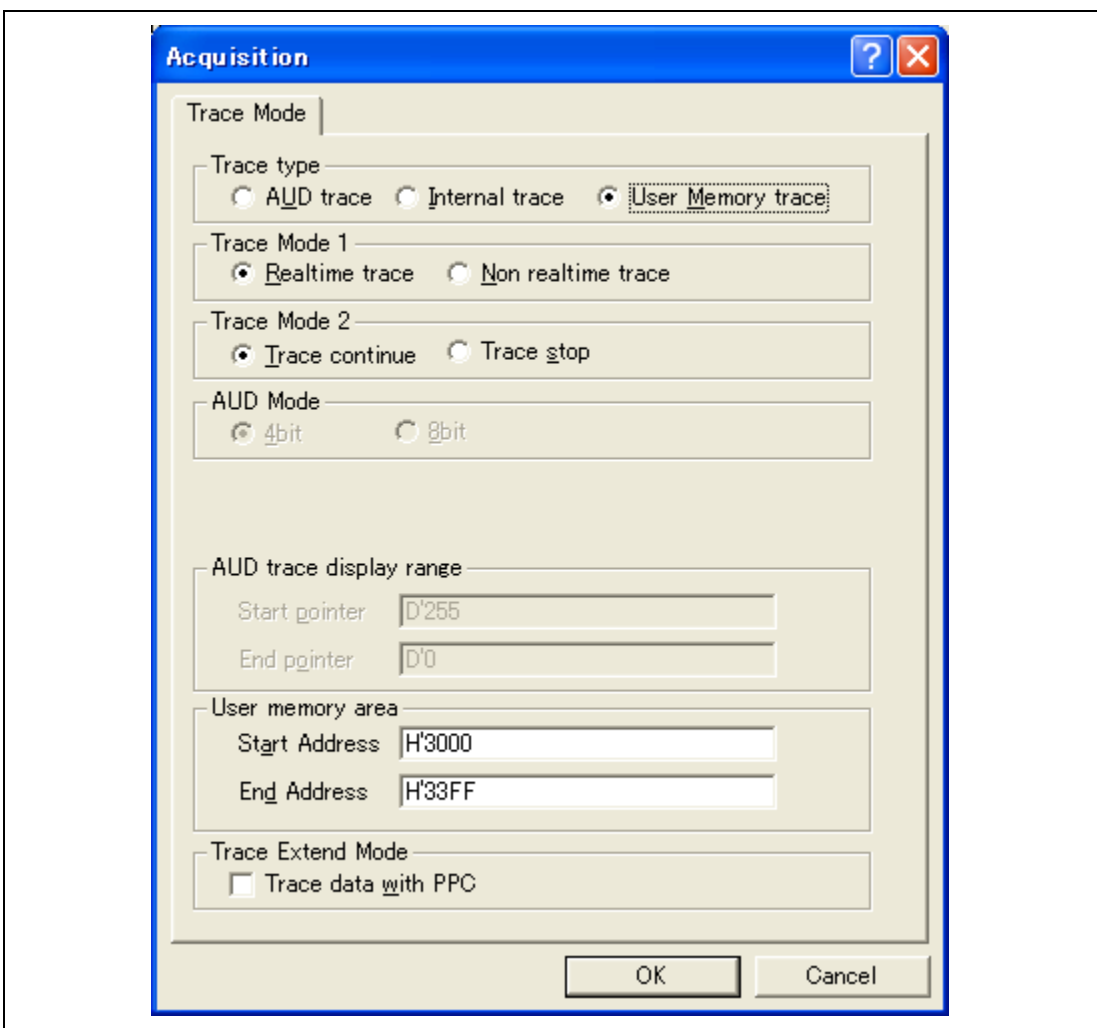 Acquisition
Trace Mode
Trace type
AUD trace Internal trace User Memory trace
Trace Mode 1
Realtime trace Non realtime trace
Trace Mode 2
Trace continue Trace stop
AUD Mode
4bit 8bit
AUD trace display range
Start pointer D'255
End pointer D'0
User memory area
Start Address H'3000
End Address H'33FF
Trace Extend Mode
Trace data with PPC
OK Cancel